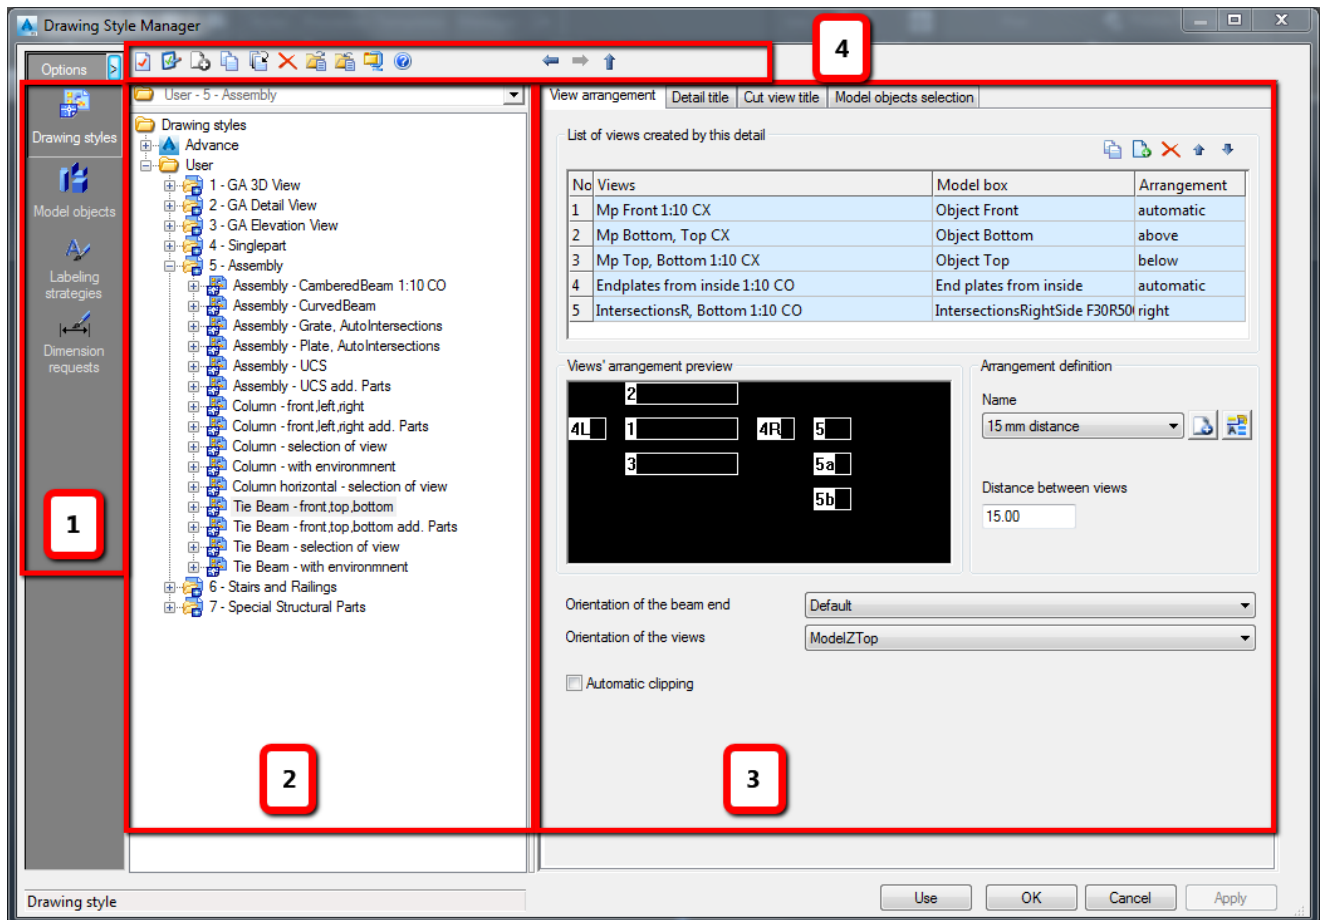 Drawing Style Manager
4
Options
Drawing styles
Model objects
Labeling
strategies
Dimension
requests
1
User - 5 - Assembly
Drawing styles
Advance
User
1 - GA 3D View
2 - GA Detail View
3 - GA Elevation View
4 - Singlepart
5 - Assembly
Assembly - CamberedBeam 1:10 CO
Assembly - CurvedBeam
Assembly - Grate, AutoIntersections
Assembly - Plate, AutoIntersections
Assembly - UCS
Assembly - UCS add. Parts
Column - front,left,right
Column - front,left,right add. Parts
Column - selection of view
Column - with environmnent
Column horizontal - selection of view
Tie Beam - front,top,bottom
Tie Beam - front,top,bottom add. Parts
Tie Beam - selection of view
Tie Beam - with environmnent
6 - Stairs and Railings
7 - Special Structural Parts
2
View arrangement Detail title Cut view title Model objects selection
List of views created by this detail
No Views Model box Arrangement
1 Mp Front 1:10 CX Object Front automatic
2 Mp Bottom, Top CX Object Bottom above
3 Mp Top, Bottom 1:10 CX Object Top below
4 Endplates from inside 1:10 CO End plates from inside automatic
5 IntersectionsR, Bottom 1:10 CO IntersectionsRightSide F30R50 right
Views' arrangement preview
2
4L 1 4R 5
3 5a
5b
Arrangement definition
Name
15 mm distance
Distance between views
15.00
Orientation of the beam end Default
Orientation of the views ModelZTop
Automatic clipping
3
Drawing style
Use OK Cancel Apply